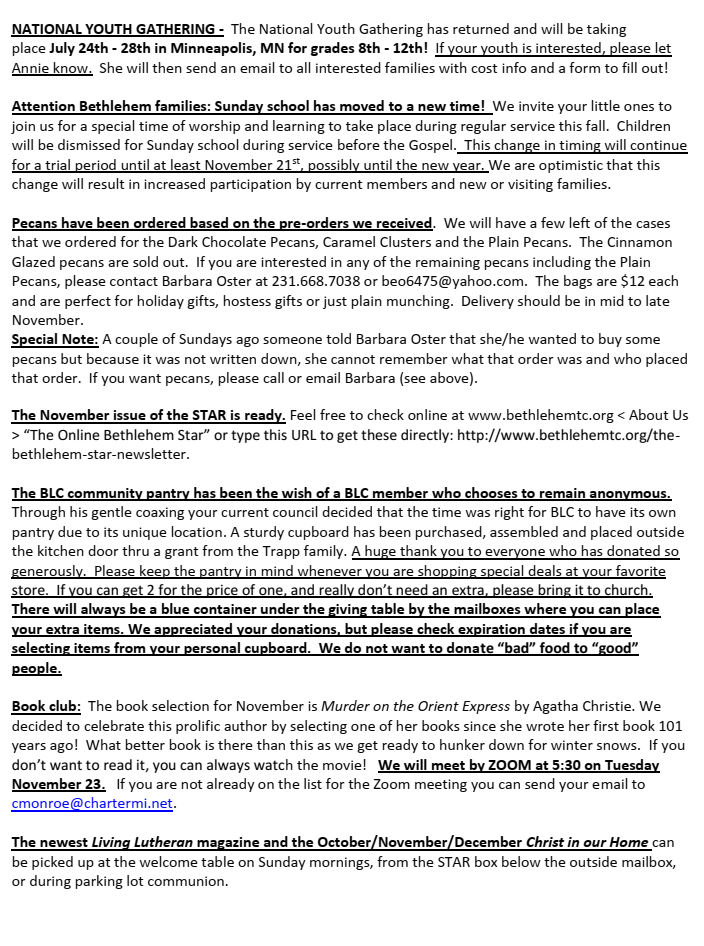 NATIONAL YOUTH GATHERING - The National Youth Gathering has returned and will be taking
place July 24th - 28th in Minneapolis, MN for grades 8th - 12th! If your youth is interested, please let
Annie know. She will then send an email to all interested families with cost info and a form to fill out!
Attention Bethlehem families: Sunday school has moved to a new time! We invite your little ones to
join us for a special time of worship and learning to take place during regular service this fall. Children
will be dismissed for Sunday school during service before the Gospel. This change in timing will continue
for a trial period until at least November 21st, possibly until the new year. We are optimistic that this
change will result in increased participation by current members and new or visiting families.
Pecans have been ordered based on the pre-orders we received. We will have a few left of the cases
that we ordered for the Dark Chocolate Pecans, Caramel Clusters and the Plain Pecans. The Cinnamon
Glazed pecans are sold out. If you are interested in any of the remaining pecans including the Plain
Pecans, please contact Barbara Oster at 231.668.7038 or beo6475@yahoo.com. The bags are $12 each
and are perfect for holiday gifts, hostess gifts or just plain munching. Delivery should be in mid to late
November.
Special Note: A couple of Sundays ago someone told Barbara Oster that she/he wanted to buy some
pecans but because it was not written down, she cannot remember what that order was and who placed
that order. If you want pecans, please call or email Barbara (see above).
The November issue of the STAR is ready. Feel free to check online at www.bethlehemtc.org < About Us
> “The Online Bethlehem Star” or type this URL to get these directly: http://www.bethlehemtc.org/the-
bethlehem-star-newsletter.
The BLC community pantry has been the wish of a BLC member who chooses to remain anonymous.
Through his gentle coaxing your current council decided that the time was right for BLC to have its own
pantry due to its unique location. A sturdy cupboard has been purchased, assembled and placed outside
the kitchen door thru a grant from the Trapp family. A huge thank you to everyone who has donated so
generously. Please keep the pantry in mind whenever you are shopping special deals at your favorite
store. If you can get 2 for the price of one, and really don’t need an extra, please bring it to church.
There will always be a blue container under the giving table by the mailboxes where you can place
your extra items. We appreciated your donations, but please check expiration dates if you are
selecting items from your personal cupboard. We do not want to donate “bad” food to “good”
people.
Book club: The book selection for November is Murder on the Orient Express by Agatha Christie. We
decided to celebrate this prolific author by selecting one of her books since she wrote her first book 101
years ago! What better book is there than this as we get ready to hunker down for winter snows. If you
don’t want to read it, you can always watch the movie! We will meet by ZOOM at 5:30 on Tuesday
November 23. If you are not already on the list for the Zoom meeting you can send your email to
cmonroe@chartermi.net.
The newest Living Lutheran magazine and the October/November/December Christ in our Home can
be picked up at the welcome table on Sunday mornings, from the STAR box below the outside mailbox,
or during parking lot communion.